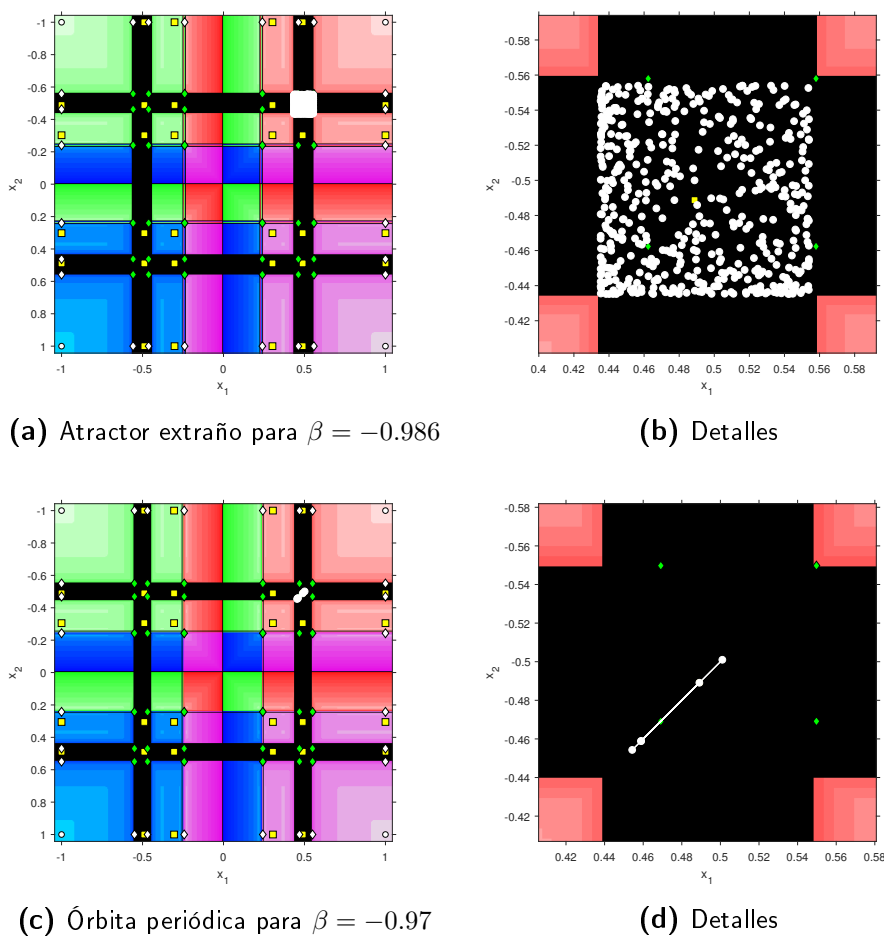 -1
-0.8
-0.6
-0.4
-0.2
0
0.2
0.4
0.6
0.8
1
x2
-1 -0.5 0 0.5 1
x1
-0.58
-0.56
-0.54
-0.52
-0.5
-0.48
-0.46
-0.44
-0.42
x2
0.4 0.42 0.44 0.46 0.48 0.5 0.52 0.54 0.56 0.58
x1
(a) Atractor extraño para β = −0.986
(b) Detalles
-1
-0.8
-0.6
-0.4
-0.2
0
0.2
0.4
0.6
0.8
1
x2
-1 -0.5 0 0.5 1
x1
-0.58
-0.56
-0.54
-0.52
-0.5
-0.48
-0.46
-0.44
-0.42
x2
0.42 0.44 0.46 0.48 0.5 0.52 0.54 0.56 0.58
x1
(c) Órbita periódica para β = −0.97
(d) Detalles